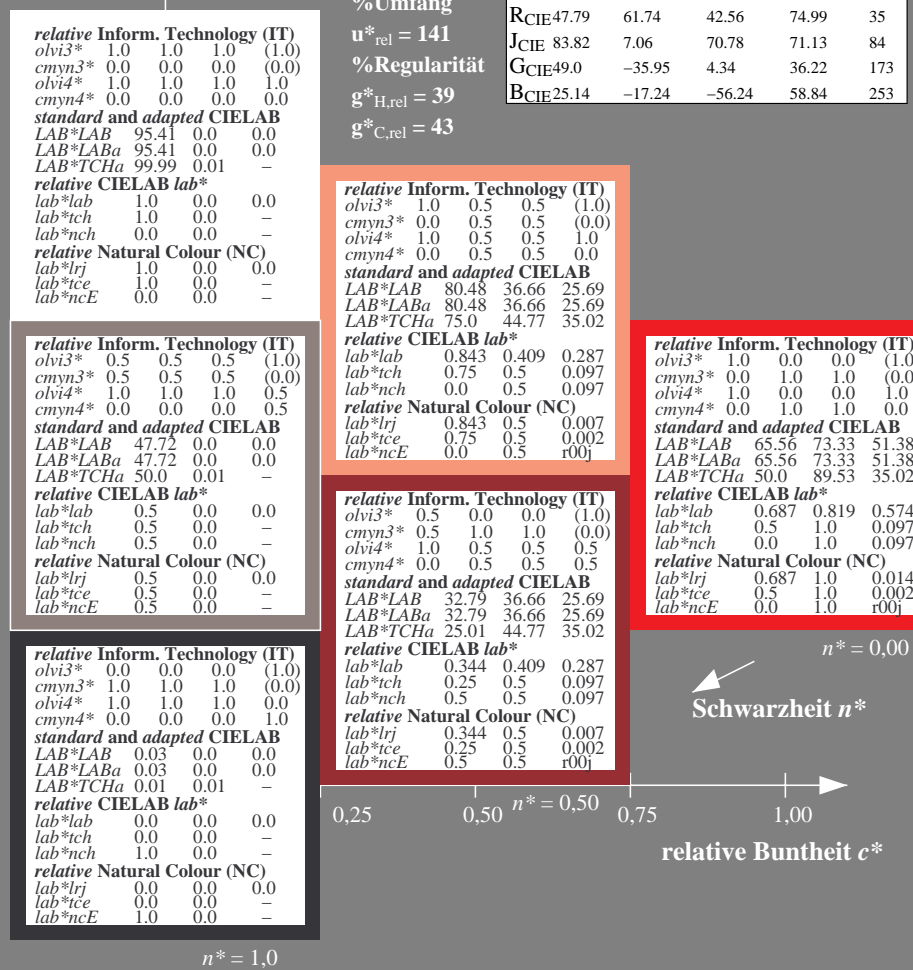 %Umfang
u*rel = 141
%Regularität
g*H,rel = 39
g*C,rel = 43
RCIE 47.79 61.74 42.56 74.99 35
JCIE 83.82 7.06 70.78 71.13 84
GCIE 49.0 −35.95 4.34 36.22 173
BCIE 25.14 −17.24 −56.24 58.84 253
relative Inform. Technology (IT)
olvi3* 1.0 1.0 1.0 (1.0)
cmyn3* 0.0 0.0 0.0 (0.0)
olvi4* 1.0 1.0 1.0 1.0
cmyn4* 0.0 0.0 0.0 0.0
standard and adapted CIELAB
LAB*LAB 95.41 0.0 0.0
LAB*LABa 95.41 0.0 0.0
LAB*TCHa 99.99 0.01 –
relative CIELAB lab*
lab*lab 1.0 0.0 0.0
lab*tch 1.0 0.0 –
lab*nch 0.0 0.0 –
relative Natural Colour (NC)
lab*lrj 1.0 0.0 0.0
lab*tce 1.0 0.0 –
lab*ncE 0.0 0.0 –
relative Inform. Technology (IT)
olvi3* 1.0 0.5 0.5 (1.0)
cmyn3* 0.0 0.5 0.5 (0.0)
olvi4* 1.0 0.5 0.5 1.0
cmyn4* 0.0 0.5 0.5 0.0
standard and adapted CIELAB
LAB*LAB 80.48 36.66 25.69
LAB*LABa 80.48 36.66 25.69
LAB*TCHa 75.0 44.77 35.02
relative CIELAB lab*
lab*lab 0.843 0.409 0.287
lab*tch 0.75 0.5 0.097
lab*nch 0.0 0.5 0.097
relative Natural Colour (NC)
lab*lrj 0.843 0.5 0.007
lab*tce 0.75 0.5 0.002
lab*ncE 0.0 0.5 r00j
relative Inform. Technology (IT)
olvi3* 0.5 0.5 0.5 (1.0)
cmyn3* 0.5 0.5 0.5 (0.0)
olvi4* 1.0 1.0 1.0 0.5
cmyn4* 0.0 0.0 0.0 0.5
standard and adapted CIELAB
LAB*LAB 47.72 0.0 0.0
LAB*LABa 47.72 0.0 0.0
LAB*TCHa 50.0 0.01 –
relative CIELAB lab*
lab*lab 0.5 0.0 0.0
lab*tch 0.5 0.0 –
lab*nch 0.5 0.0 –
relative Natural Colour (NC)
lab*lrj 0.5 0.0 0.0
lab*tce 0.5 0.0 –
lab*ncE 0.5 0.0 –
relative Inform. Technology (IT)
olvi3* 1.0 0.0 0.0 (1.0)
cmyn3* 0.0 1.0 1.0 (0.0
olvi4* 1.0 0.0 0.0 1.0
cmyn4* 0.0 1.0 1.0 0.0
standard and adapted CIELAB
LAB*LAB 65.56 73.33 51.38
LAB*LABa 65.56 73.33 51.38
LAB*TCHa 50.0 89.53 35.02
relative CIELAB lab*
lab*lab 0.687 0.819 0.574
lab*tch 0.5 1.0 0.097
lab*nch 0.0 1.0 0.097
relative Natural Colour (NC)
lab*lrj 0.687 1.0 0.014
lab*tce 0.5 1.0 0.002
lab*ncE 0.0 1.0 r00j
n* = 0,00
Schwarzheit n*
relative Inform. Technology (IT)
olvi3* 0.5 0.0 0.0 (1.0)
cmyn3* 0.5 1.0 1.0 (0.0)
olvi4* 1.0 0.5 0.5 0.5
cmyn4* 0.0 0.5 0.5 0.5
standard and adapted CIELAB
LAB*LAB 32.79 36.66 25.69
LAB*LABa 32.79 36.66 25.69
LAB*TCHa 25.01 44.77 35.02
relative CIELAB lab*
lab*lab 0.344 0.409 0.287
lab*tch 0.25 0.5 0.097
lab*nch 0.5 0.5 0.097
relative Natural Colour (NC)
lab*lrj 0.344 0.5 0.007
lab*tce 0.25 0.5 0.002
lab*ncE 0.5 0.5 r00j
relative Inform. Technology (IT)
olvi3* 0.0 0.0 0.0 (1.0)
cmyn3* 1.0 1.0 1.0 (0.0)
olvi4* 1.0 1.0 1.0 0.0
cmyn4* 0.0 0.0 0.0 1.0
standard and adapted CIELAB
LAB*LAB 0.03 0.0 0.0
LAB*LABa 0.03 0.0 0.0
LAB*TCHa 0.01 0.01 –
relative CIELAB lab*
lab*lab 0.0 0.0 0.0
lab*tch 0.0 0.0 –
lab*nch 1.0 0.0 –
relative Natural Colour (NC)
lab*lrj 0.0 0.0 0.0
lab*tce 0.0 0.0 –
lab*ncE 1.0 0.0 –
0,25 0,50 n* = 0,50 0,75 1,00
relative Buntheit c*
n* = 1,0